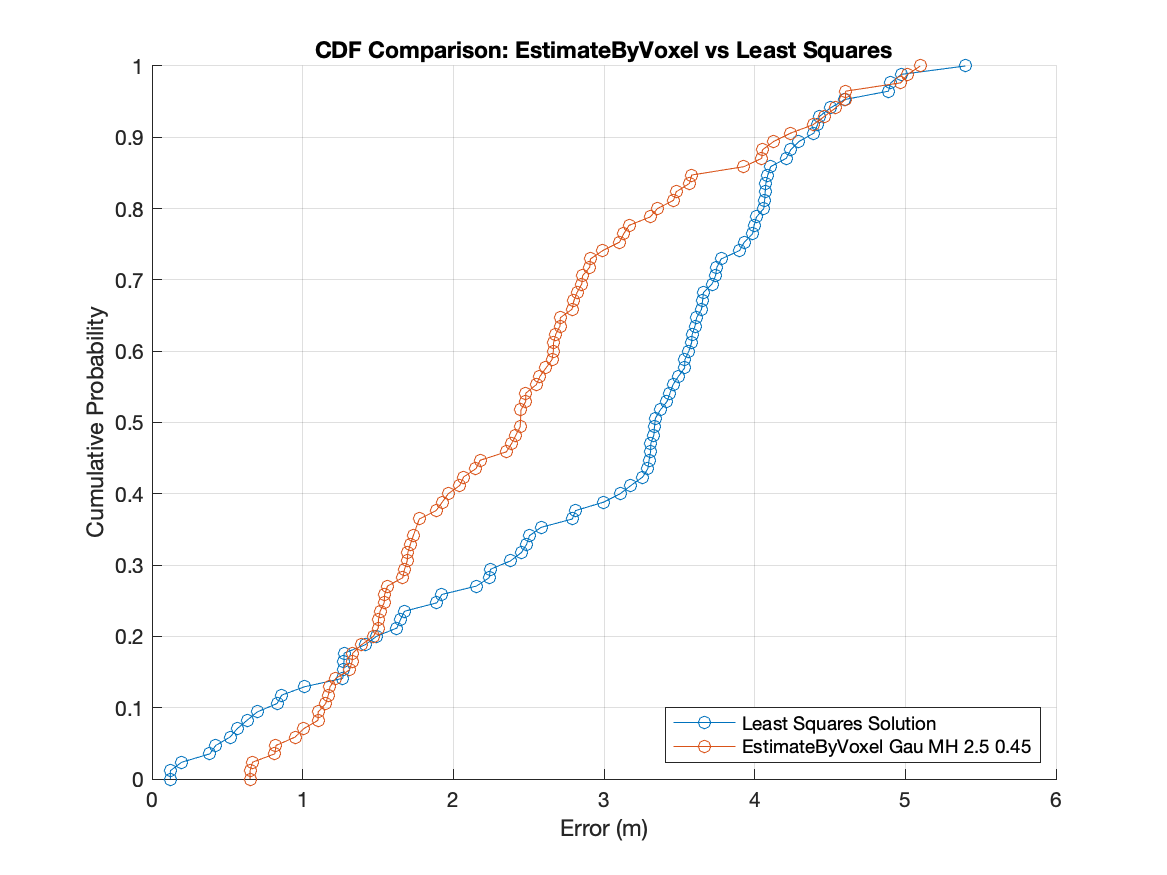 CDF Comparison: EstimateByVoxel vs Least Squares
1
0.9
0.8
0.7
0.6
0.5
0.4
0.3
0.2
0.1
0
Cumulative Probability
Least Squares Solution
EstimateByVoxel Gau MH 2.5 0.45
0 1 2 3 4 5 6
Error (m)